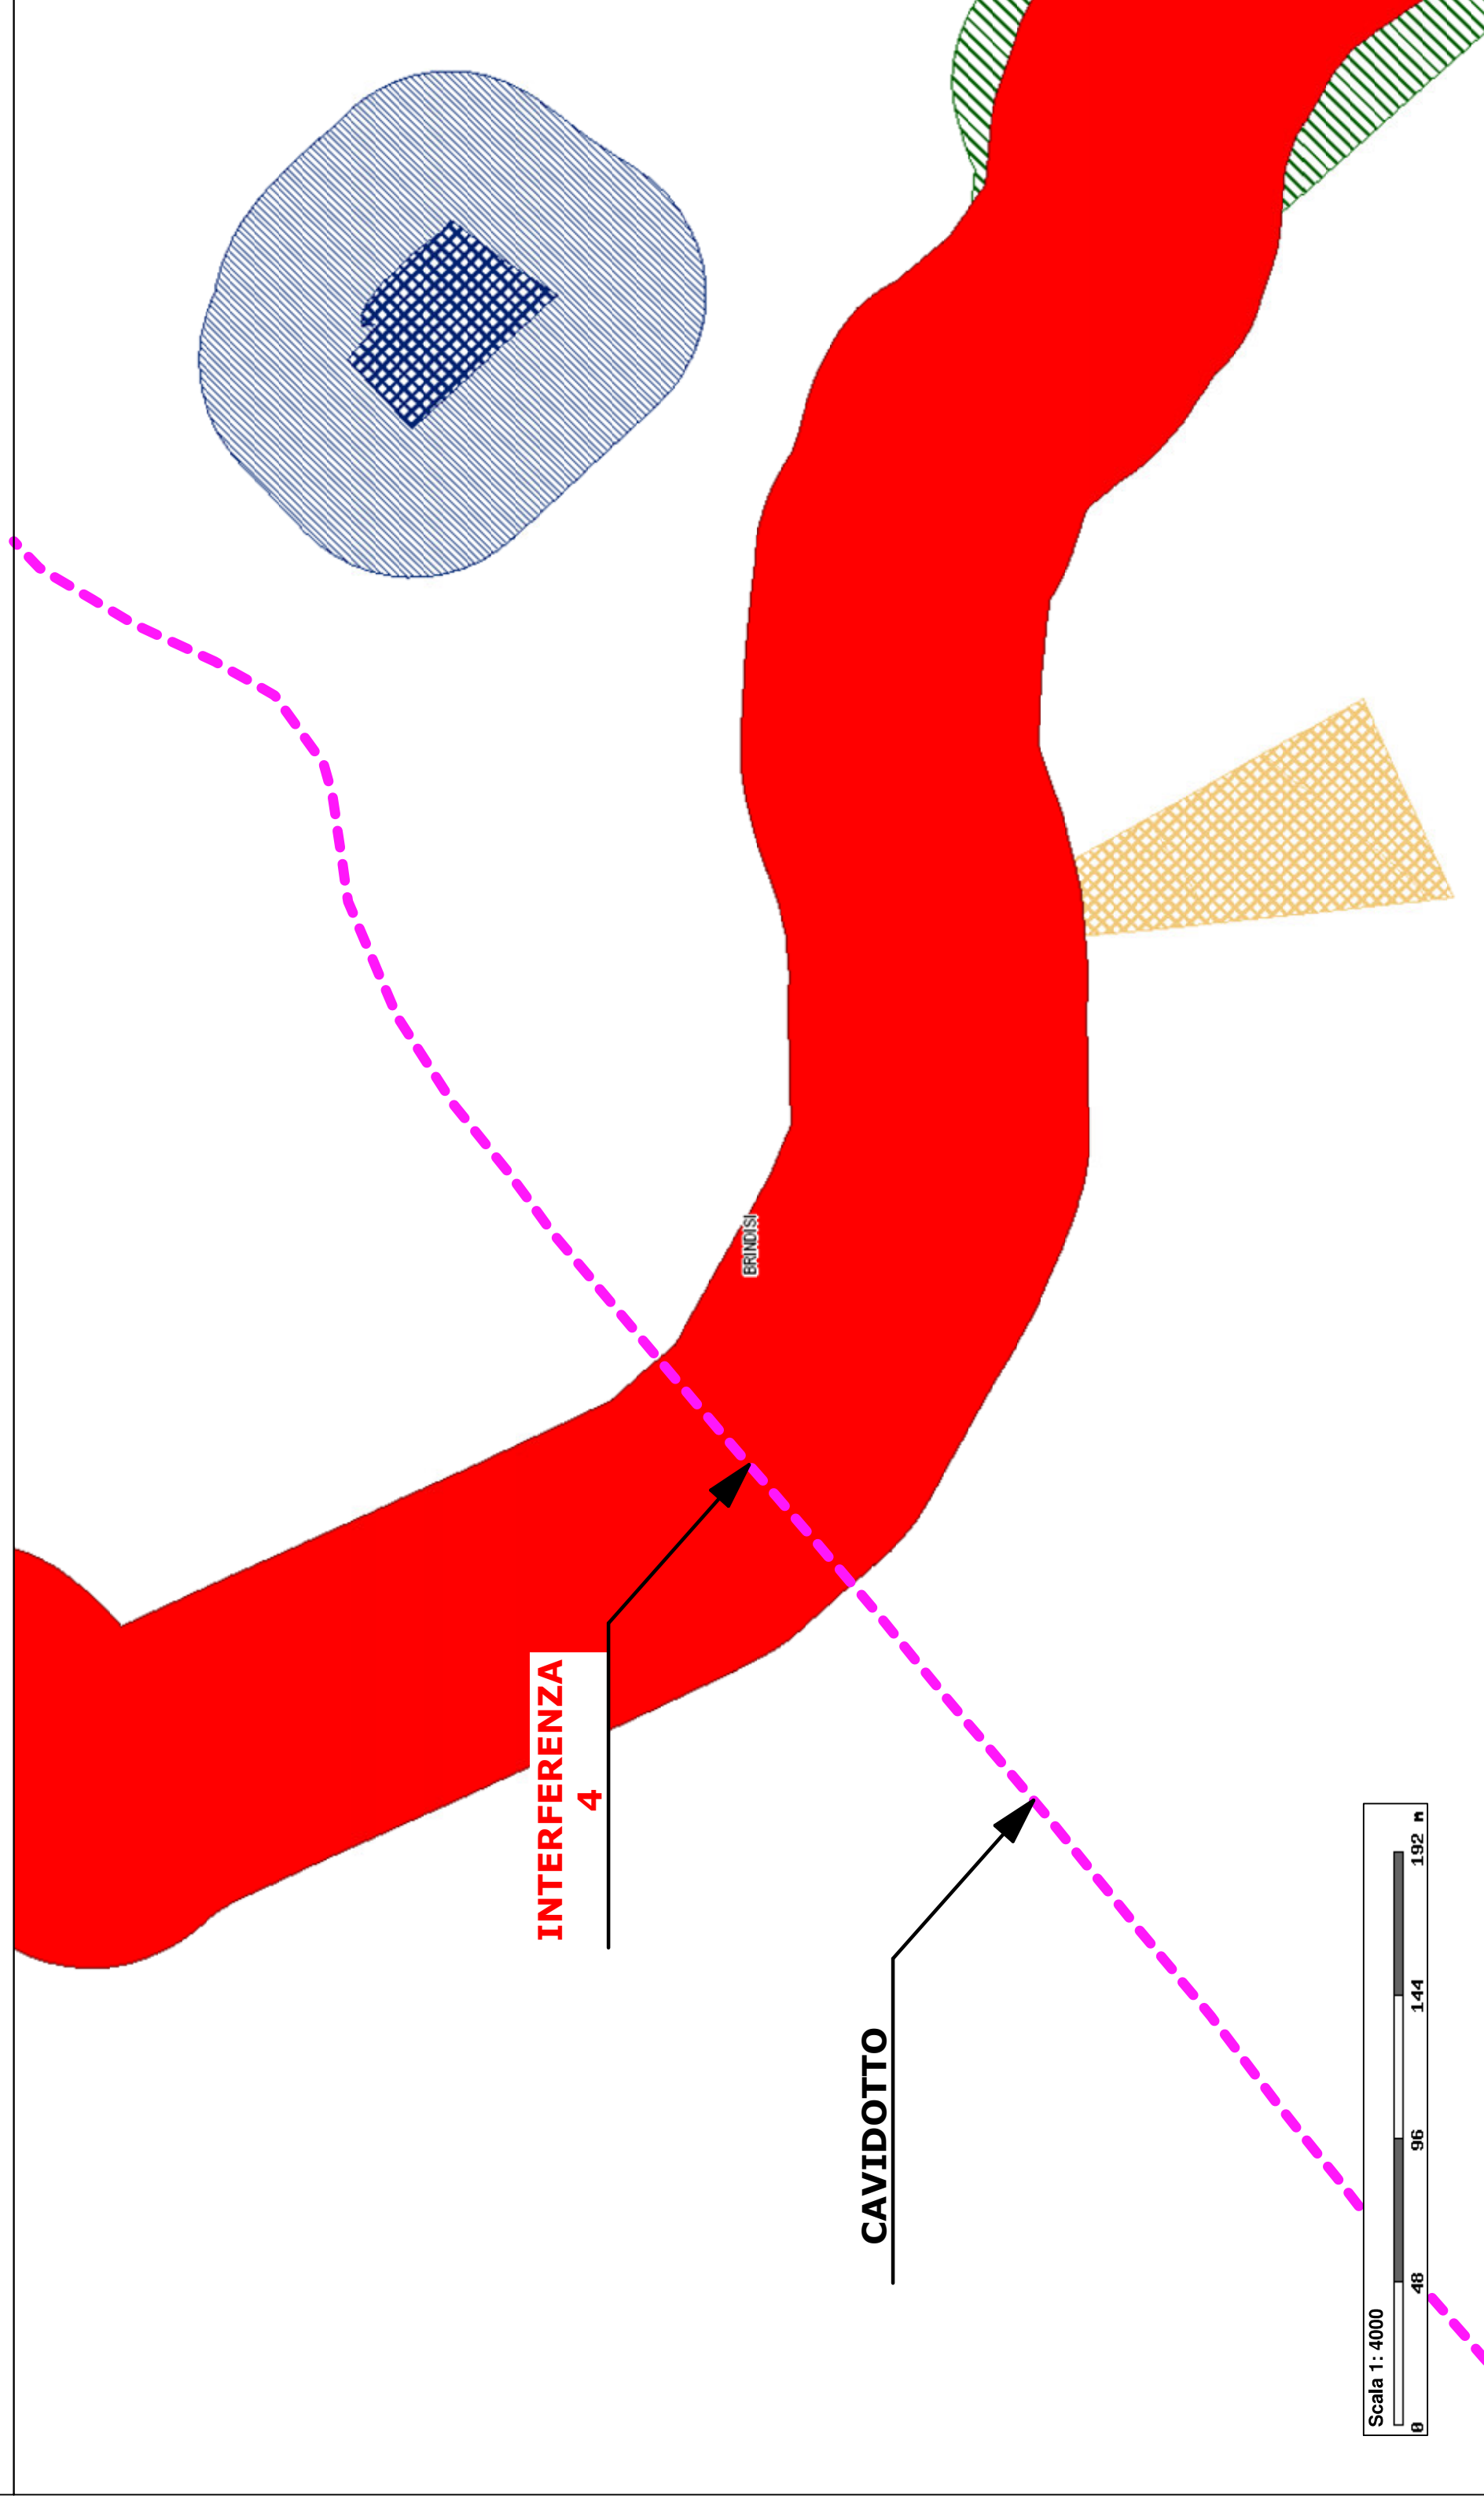 BRINDISI
INTERFERENZA
4
CAVIDOTTO
Scala 1: 4000
0 48 96 144 192 m